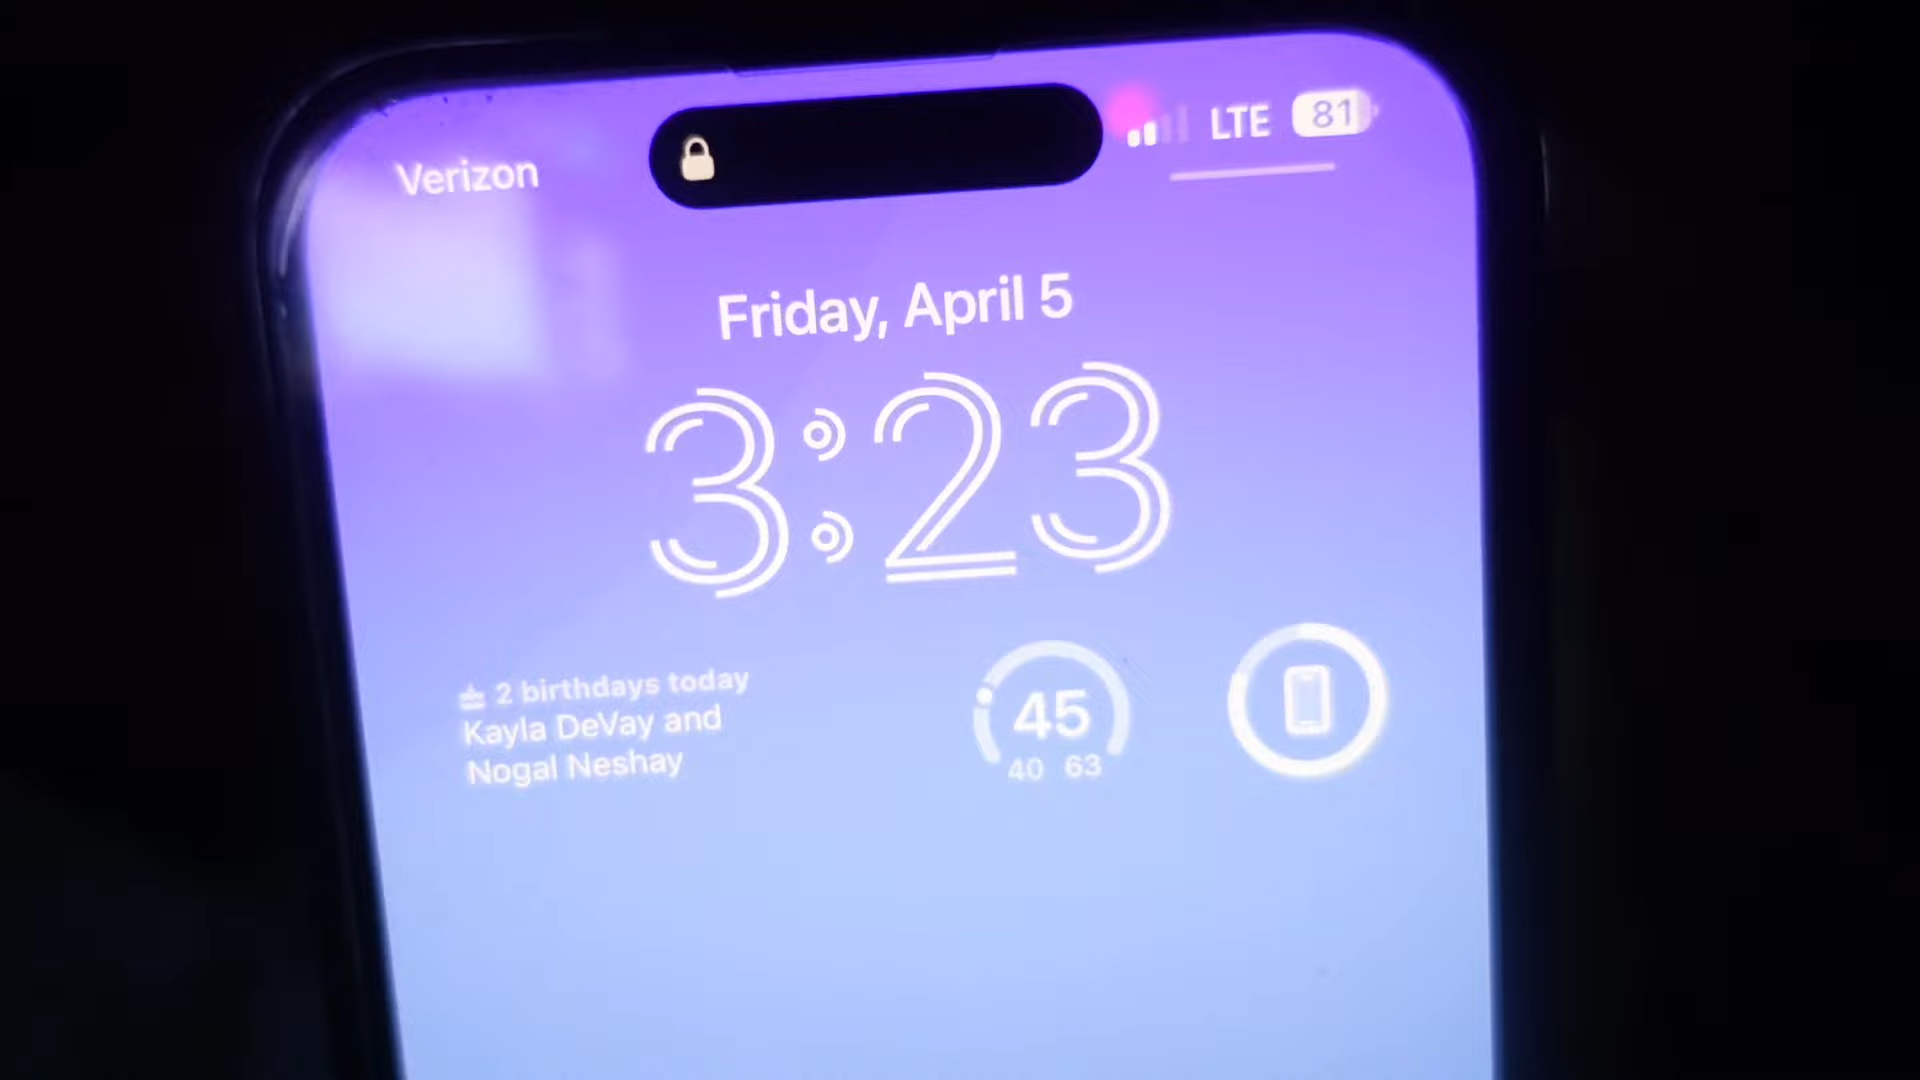 Verizon
LTE 81
Friday, April 5
3:23
2 birthdays today
Kayla DeVay and
Nogal Neshay
45
40 63